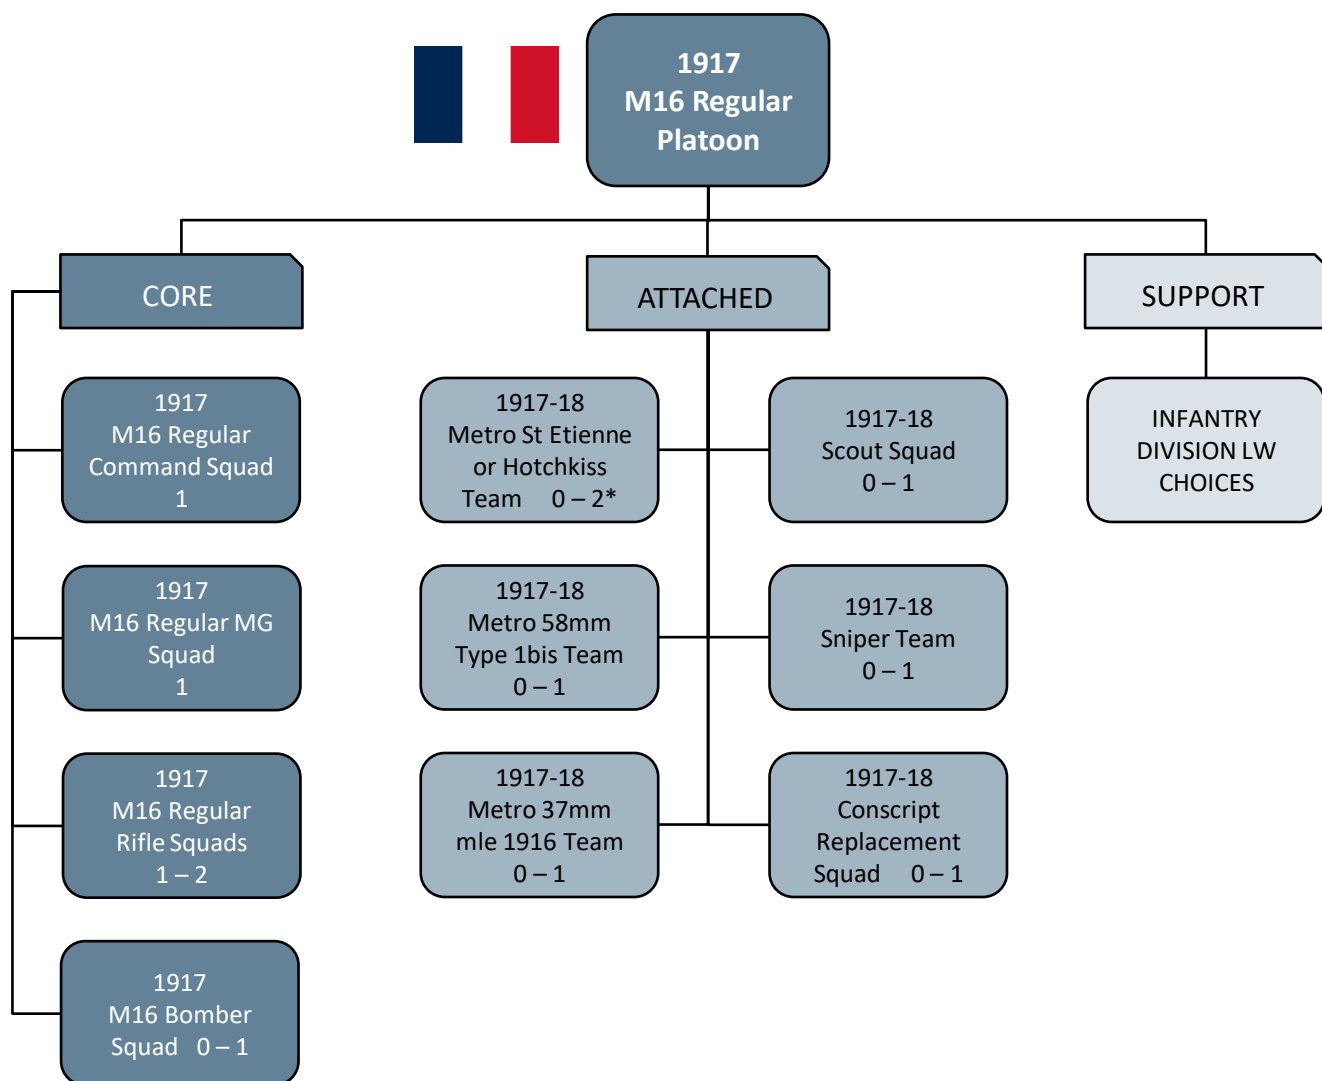 1917
M16 Regular
Platoon
CORE
1917
M16 Regular
Command Squad
1
1917
M16 Regular MG
Squad
1
1917
M16 Regular
Rifle Squads
1 – 2
1917
M16 Bomber
Squad 0 – 1
ATTACHED
1917-18
Metro St Etienne
or Hotchkiss
Team 0 – 2*
1917-18
Metro 58mm
Type 1bis Team
0 – 1
1917-18
Metro 37mm
mle 1916 Team
0 – 1
1917-18
Scout Squad
0 – 1
1917-18
Sniper Team
0 – 1
1917-18
Conscript
Replacement
Squad 0 – 1
SUPPORT
INFANTRY
DIVISION LW
CHOICES